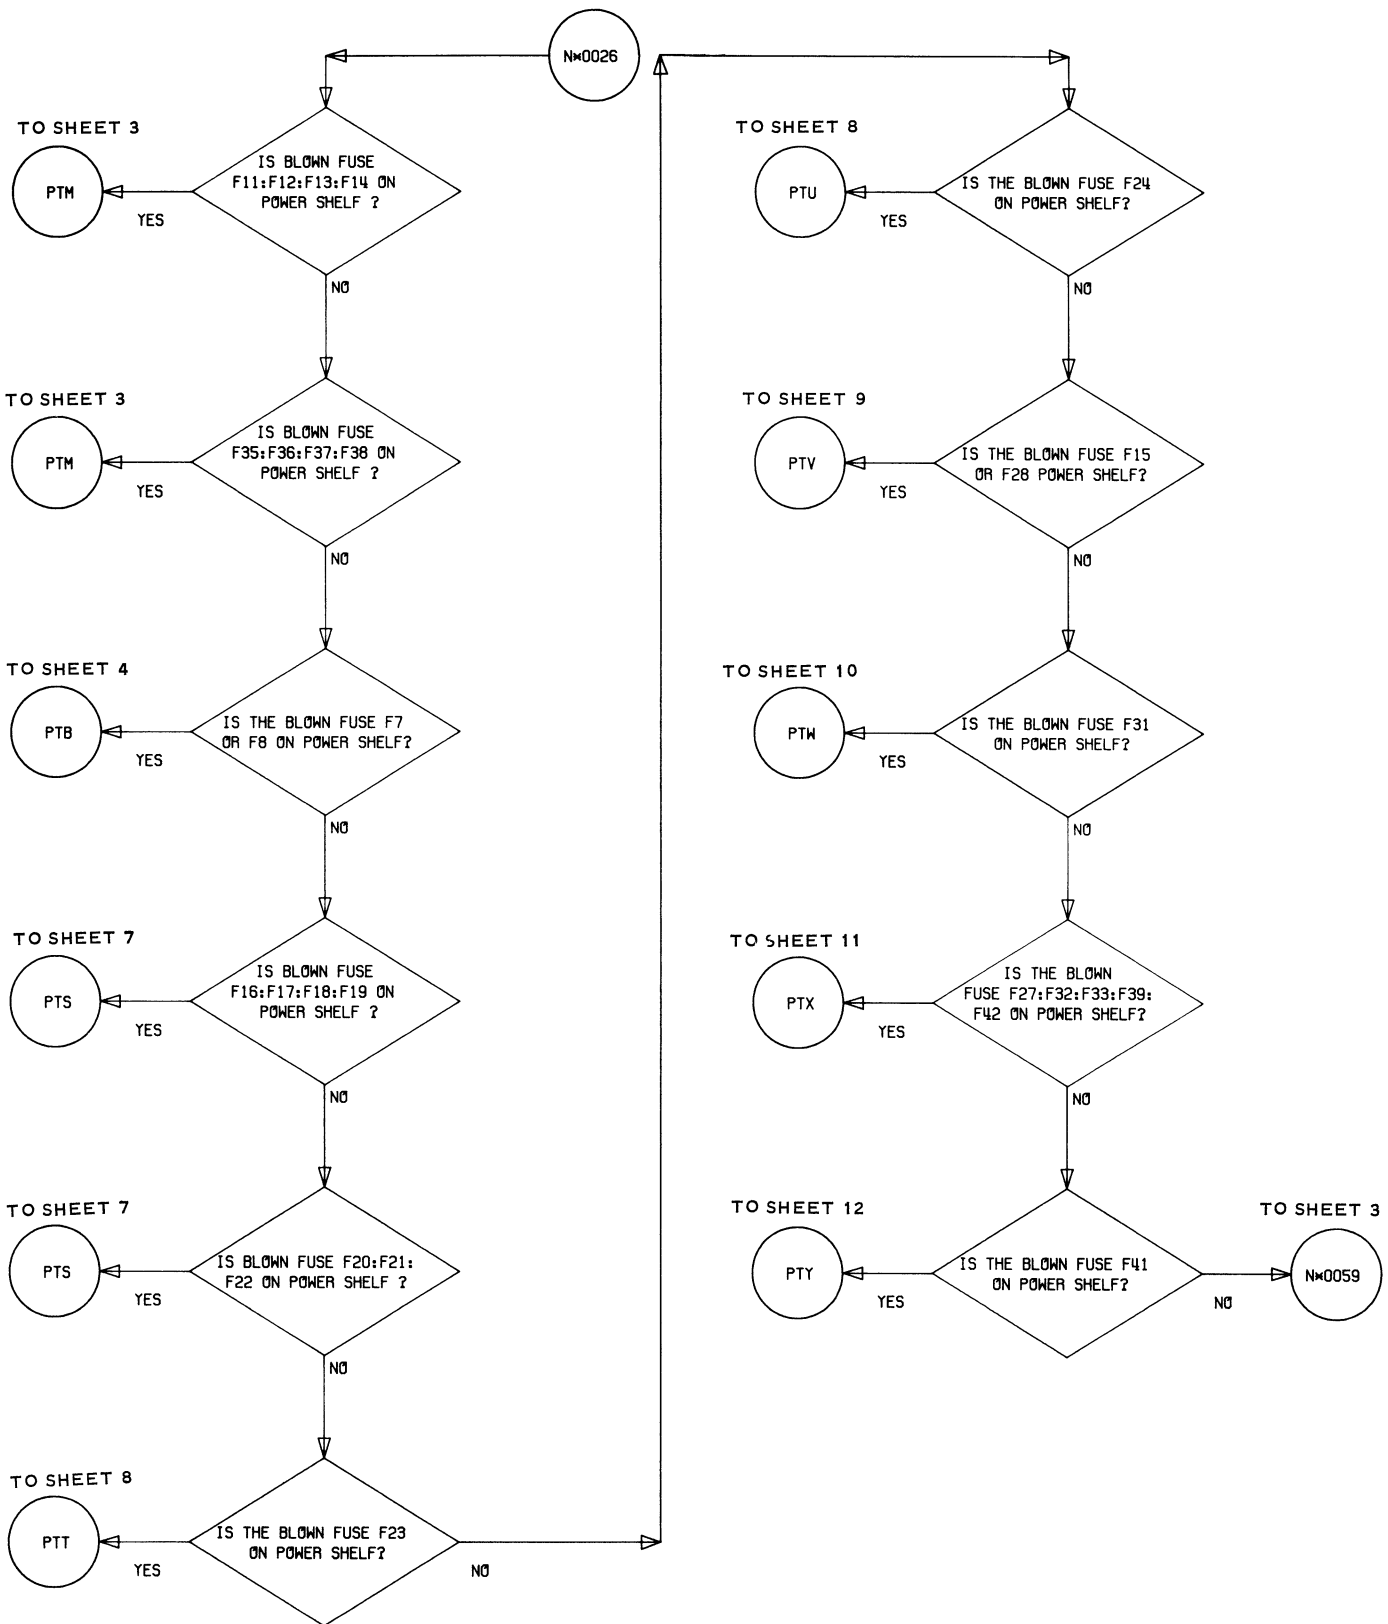 N*0026
TO SHEET 3
PTM
YES
IS BLOWN FUSE
F11:F12:F13:F14 ON
POWER SHELF ?
NO
TO SHEET 3
PTM
YES
IS BLOWN FUSE
F35:F36:F37:F38 ON
POWER SHELF ?
NO
TO SHEET 4
PTB
YES
IS THE BLOWN FUSE F7
OR F8 ON POWER SHELF?
NO
TO SHEET 7
PTS
YES
IS BLOWN FUSE
F16:F17:F18:F19 ON
POWER SHELF ?
NO
TO SHEET 7
PTS
YES
IS BLOWN FUSE F20:F21:
F22 ON POWER SHELF ?
NO
TO SHEET 8
PTT
YES
IS THE BLOWN FUSE F23
ON POWER SHELF?
NO
TO SHEET 8
PTU
YES
IS THE BLOWN FUSE F24
ON POWER SHELF?
NO
TO SHEET 9
PTV
YES
IS THE BLOWN FUSE F15
OR F28 POWER SHELF?
NO
TO SHEET 10
PTW
YES
IS THE BLOWN FUSE F31
ON POWER SHELF?
NO
TO SHEET 11
PTX
YES
IS THE BLOWN
FUSE F27:F32:F33:F39:
F42 ON POWER SHELF?
NO
TO SHEET 12
PTY
YES
IS THE BLOWN FUSE F41
ON POWER SHELF?
NO
TO SHEET 3
N*0059